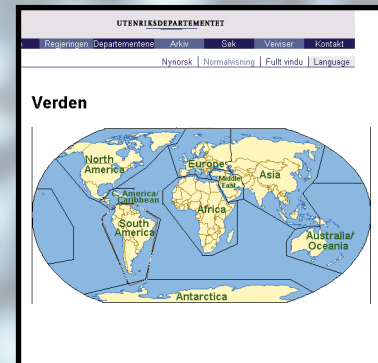 UTENRIKSDEPARTEMENTET
Regjeringen Departementene Arkiv Søk Veiviser Kontakt
Nynorsk | Normalvisning | Fullt vindu | Language
Verden
North America
Europe
Asia
Middle East
C.America/ Caribbean
Africa
South America
Australia/ Oceania
Antarctica